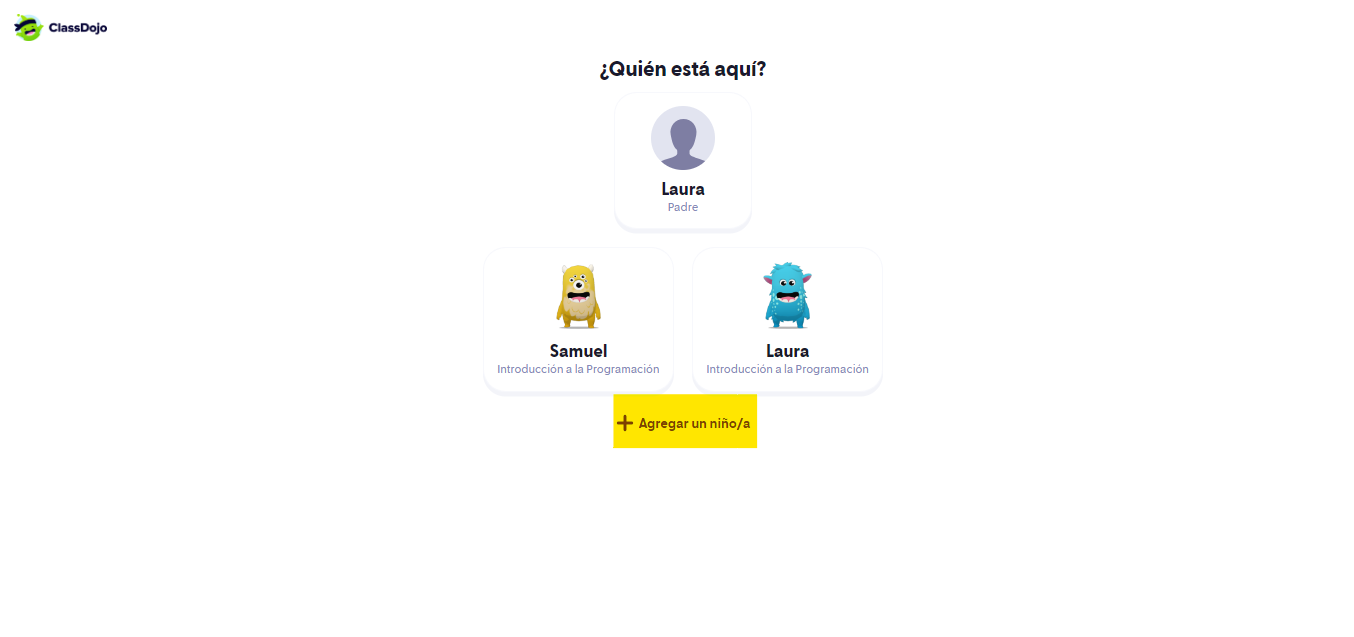 ClassDojo
¿Quién está aquí?
Laura
Padre
Samuel
Introducción a la Programación
Laura
Introducción a la Programación
+ Agregar un niño/a